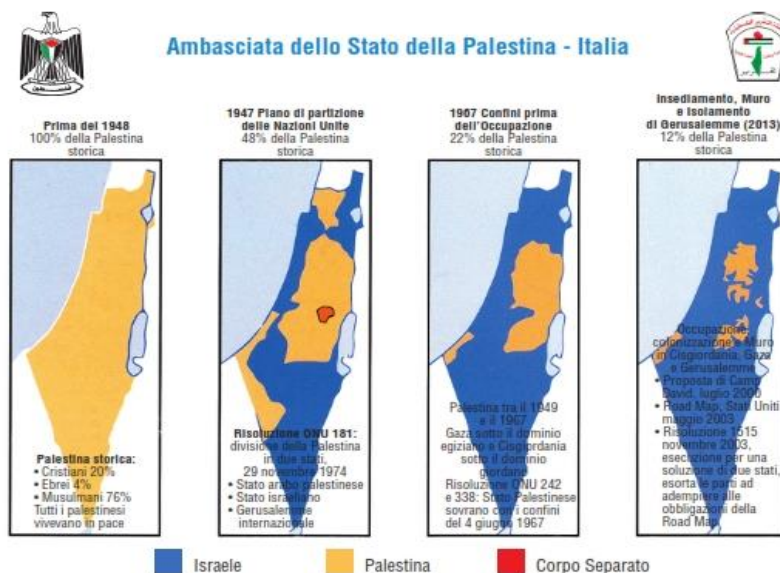 Ambasciata dello Stato della Palestina - Italia
Prima del 1948
100% della Palestina
storica
Palestina storica:
• Cristiani 20%
• Ebrei 4%
• Musulmani 76%
Tutti i palestinesi
vivevano in pace
1947 Piano di partizione
delle Nazioni Unite
48% della Palestina
storica
Risoluzione ONU 181:
divisione della Palestina
in due stati,
29 novembre 1974
• Stato arabo palestinese
• Stato israeliano
• Gerusalemme
internazionale
1967 Confini prima
dell'Occupazione
22% della Palestina
storica
Palestina tra il 1949
e il 1967
Gaza sotto il dominio
egiziano e Cisgiordania
sotto il dominio
giordano
Risoluzione ONU 242
e 338: Stato Palestinese
sovrano con i confini
del 4 giugno 1967
Insediamento, Muro
e Isolamento
di Gerusalemme (2013)
12% della Palestina
storica
Occupazione,
colonizzazione e Muro
in Cisgiordania, Gaza
e Gerusalemme
• Proposta di Camp
David, luglio 2000
• Road Map, Stati Uniti
maggio 2003
• Risoluzione 1515
novembre 2003,
esecuzione per una
soluzione di due stati,
esorta le parti ad
adempiere alle
obbligazioni della
Road Map
Israele
Palestina
Corpo Separato